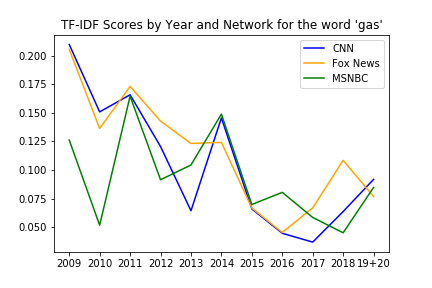 TF-IDF Scores by Year and Network for the word 'gas'
CNN
Fox News
MSNBC
0.200
0.175
0.150
0.125
0.100
0.075
0.050
2009 2010 2011 2012 2013 2014 2015 2016 2017 2018 19+20